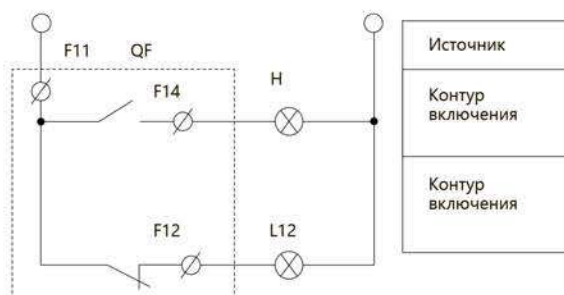 F11 QF
F14
H
F12
L12
Источник
Контур
включения
Контур
включения